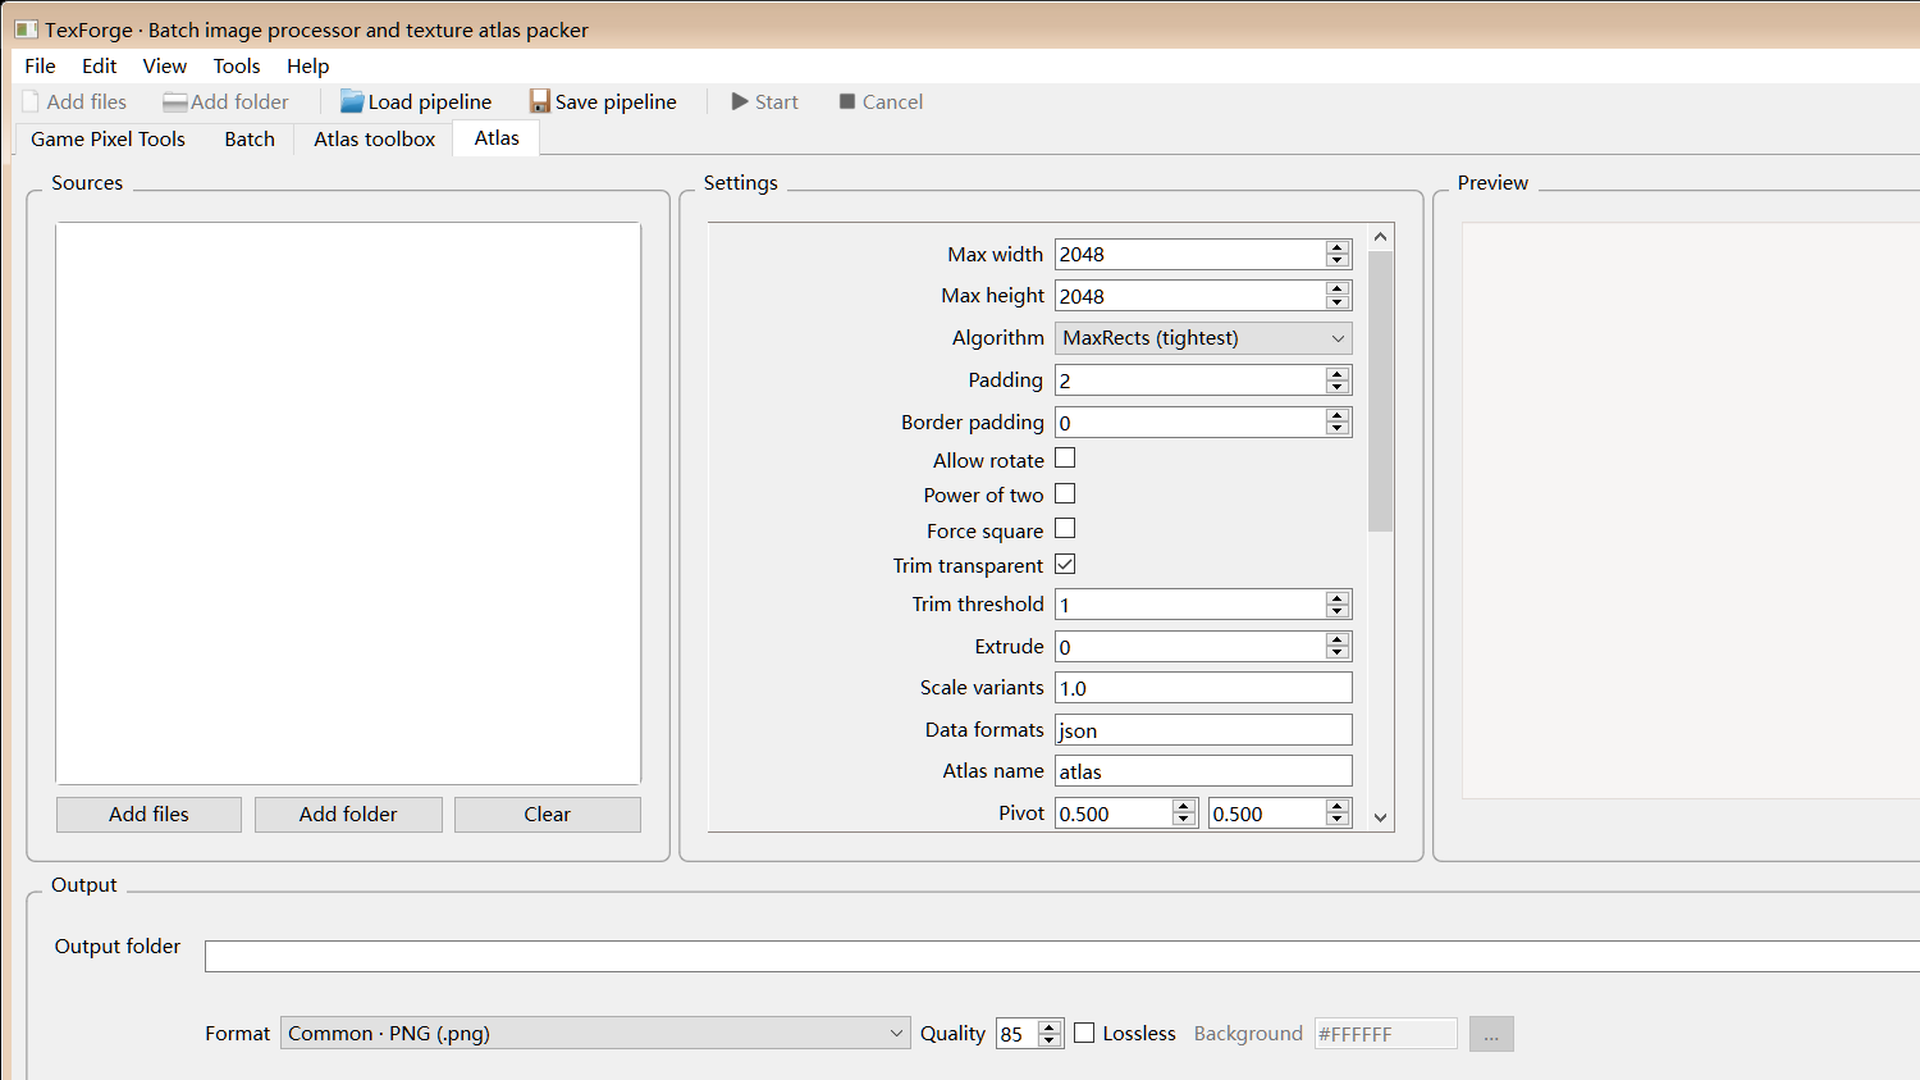 TexForge · Batch image processor and texture atlas packer
File Edit View Tools Help
Add files Add folder Load pipeline Save pipeline Start Cancel
Game Pixel Tools Batch Atlas toolbox Atlas
Sources
Add files Add folder Clear
Settings
Max width 2048
Max height 2048
Algorithm MaxRects (tightest)
Padding 2
Border padding 0
Allow rotate
Power of two
Force square
Trim transparent
Trim threshold 1
Extrude 0
Scale variants 1.0
Data formats json
Atlas name atlas
Pivot 0.500 0.500
Preview
Output
Output folder
Format Common · PNG (.png) Quality 85 Lossless Background #FFFFFF ...